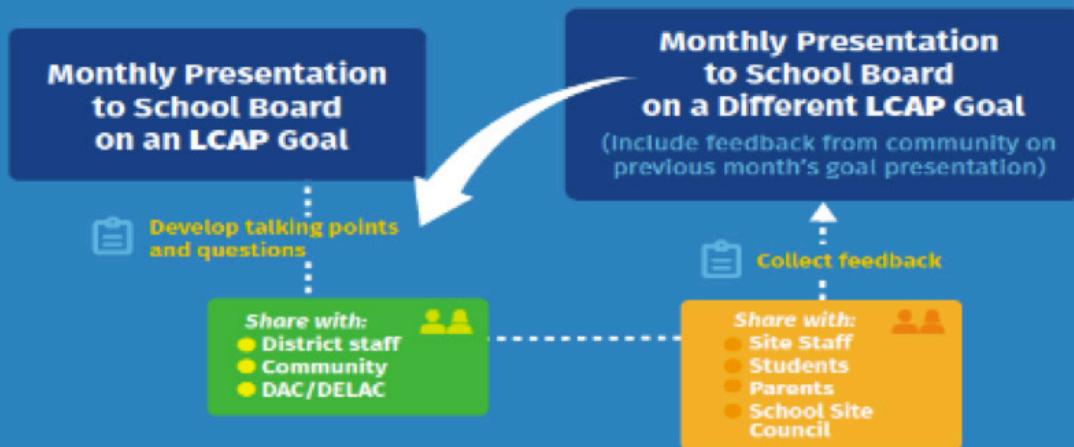 Monthly Presentation
to School Board
on an LCAP Goal
Develop talking points
and questions
Share with:
District staff
Community
DAC/DELAC
Share with:
Site Staff
Students
Parents
School Site
Council
Collect feedback
Monthly Presentation
to School Board
on a Different LCAP Goal
(Include feedback from community on
previous month's goal presentation)